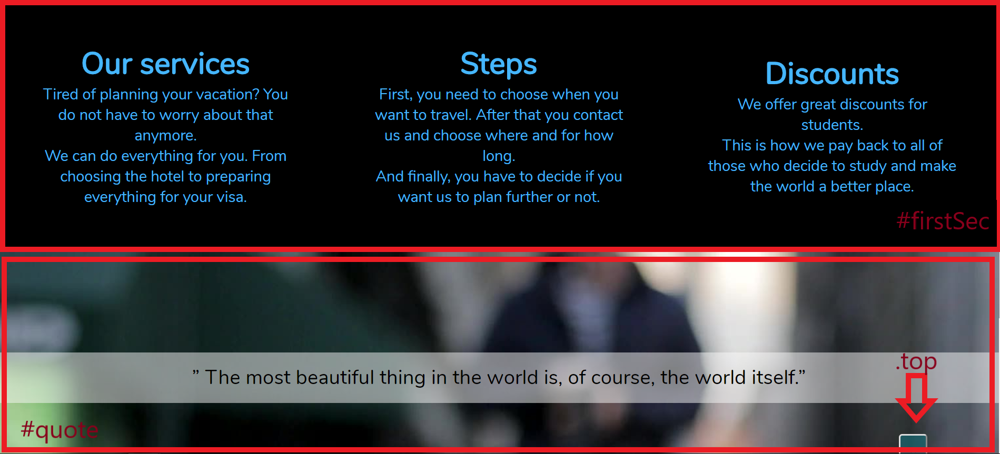 Our services
Tired of planning your vacation? You
do not have to worry about that
anymore.
We can do everything for you. From
choosing the hotel to preparing
everything for your visa.
Steps
First, you need to choose when you
want to travel. After that you contact
us and choose where and for how
long.
And finally, you have to decide if you
want us to plan further or not.
Discounts
We offer great discounts for
students.
This is how we pay back to all of
those who decide to study and make
the world a better place.
#firstSec
” The most beautiful thing in the world is, of course, the world itself.”
.top
#quote